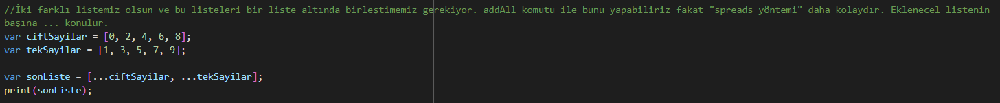 //İki farklı listemiz olsun ve bu listeleri bir liste altında birleştimemiz gerekiyor. addAll komutu ile bunu yapabiliriz fakat "spreads yöntemi" daha kolaydır. Eklenecel listenin
başına ... konulur.
var ciftSayilar = [0, 2, 4, 6, 8];
var tekSayilar = [1, 3, 5, 7, 9];
var sonListe = [...ciftSayilar, ...tekSayilar];
print(sonListe);